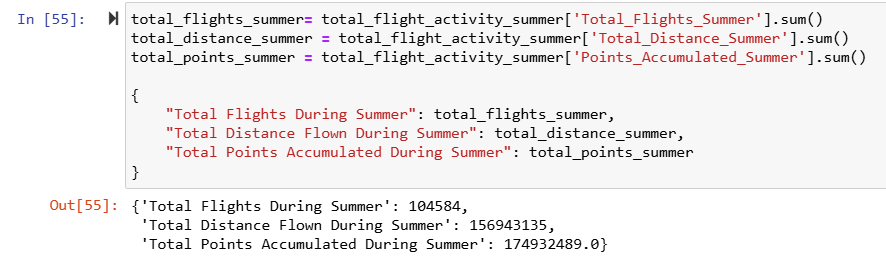 In [55]: total_flights_summer= total_flight_activity_summer['Total_Flights_Summer'].sum()
total_distance_summer = total_flight_activity_summer['Total_Distance_Summer'].sum()
total_points_summer = total_flight_activity_summer['Points_Accumulated_Summer'].sum()
{
"Total Flights During Summer": total_flights_summer,
"Total Distance Flown During Summer": total_distance_summer,
"Total Points Accumulated During Summer": total_points_summer
}
Out[55]: {'Total Flights During Summer': 104584,
'Total Distance Flown During Summer': 156943135,
'Total Points Accumulated During Summer': 174932489.0}